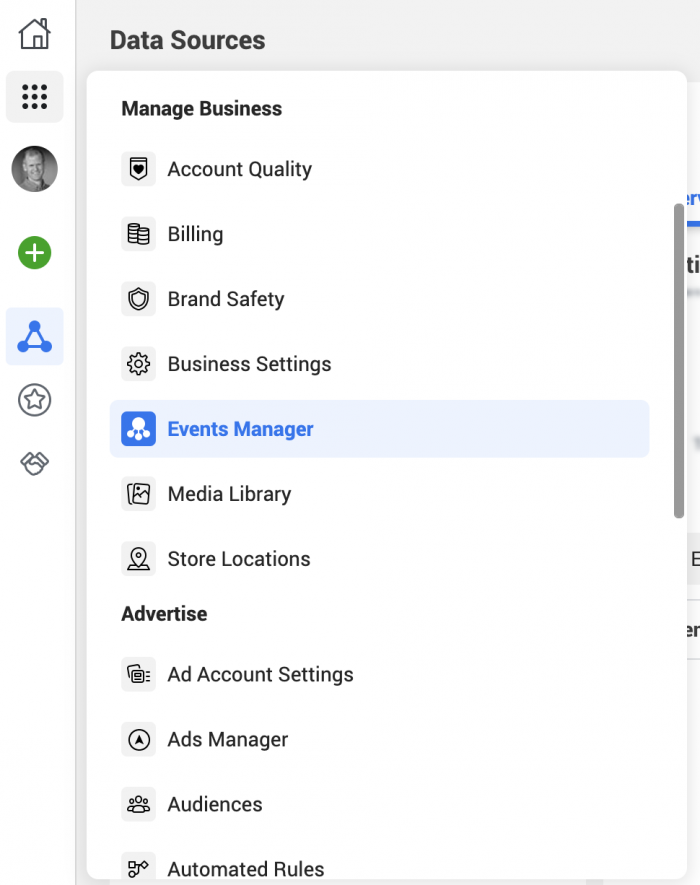 Data Sources
Manage Business
Account Quality
Billing
Brand Safety
Business Settings
Events Manager
Media Library
Store Locations
Advertise
Ad Account Settings
Ads Manager
Audiences
Automated Rules